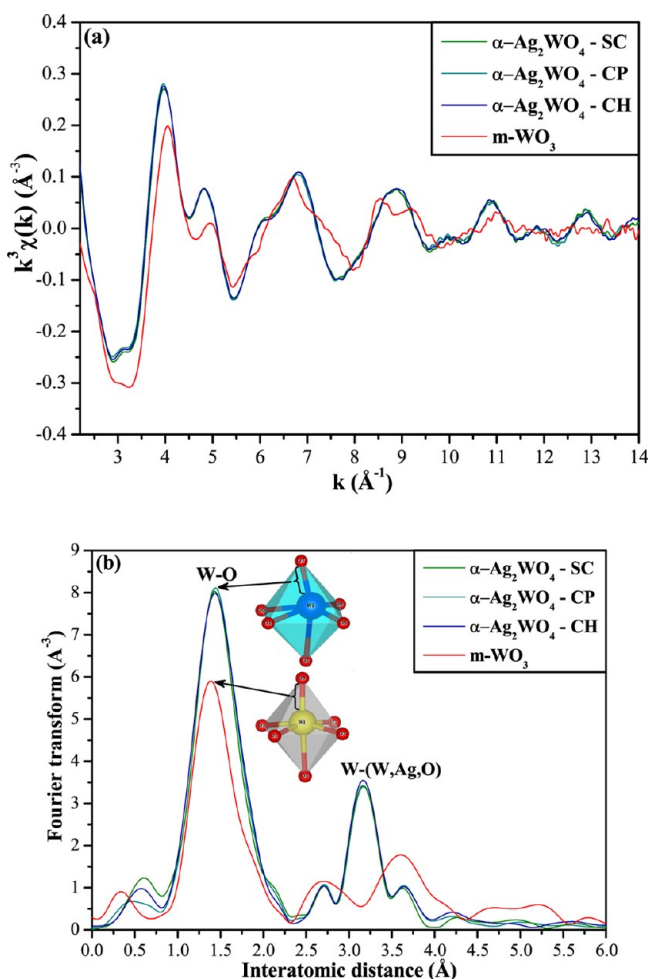 (a)
α–Ag₂WO₄ - SC
α–Ag₂WO₄ - CP
α–Ag₂WO₄ - CH
m-WO₃
k³χ(k) (Å⁻³)
0.4
0.3
0.2
0.1
0.0
-0.1
-0.2
-0.3
-0.4
3 4 5 6 7 8 9 10 11 12 13 14
k (Å⁻¹)
(b)
W-O
α–Ag₂WO₄ - SC
α–Ag₂WO₄ - CP
α–Ag₂WO₄ - CH
m-WO₃
W-(W,Ag,O)
Fourier transform (A⁻³)
9
8
7
6
5
4
3
2
1
0
0.0 0.5 1.0 1.5 2.0 2.5 3.0 3.5 4.0 4.5 5.0 5.5 6.0
Interatomic distance (Å)